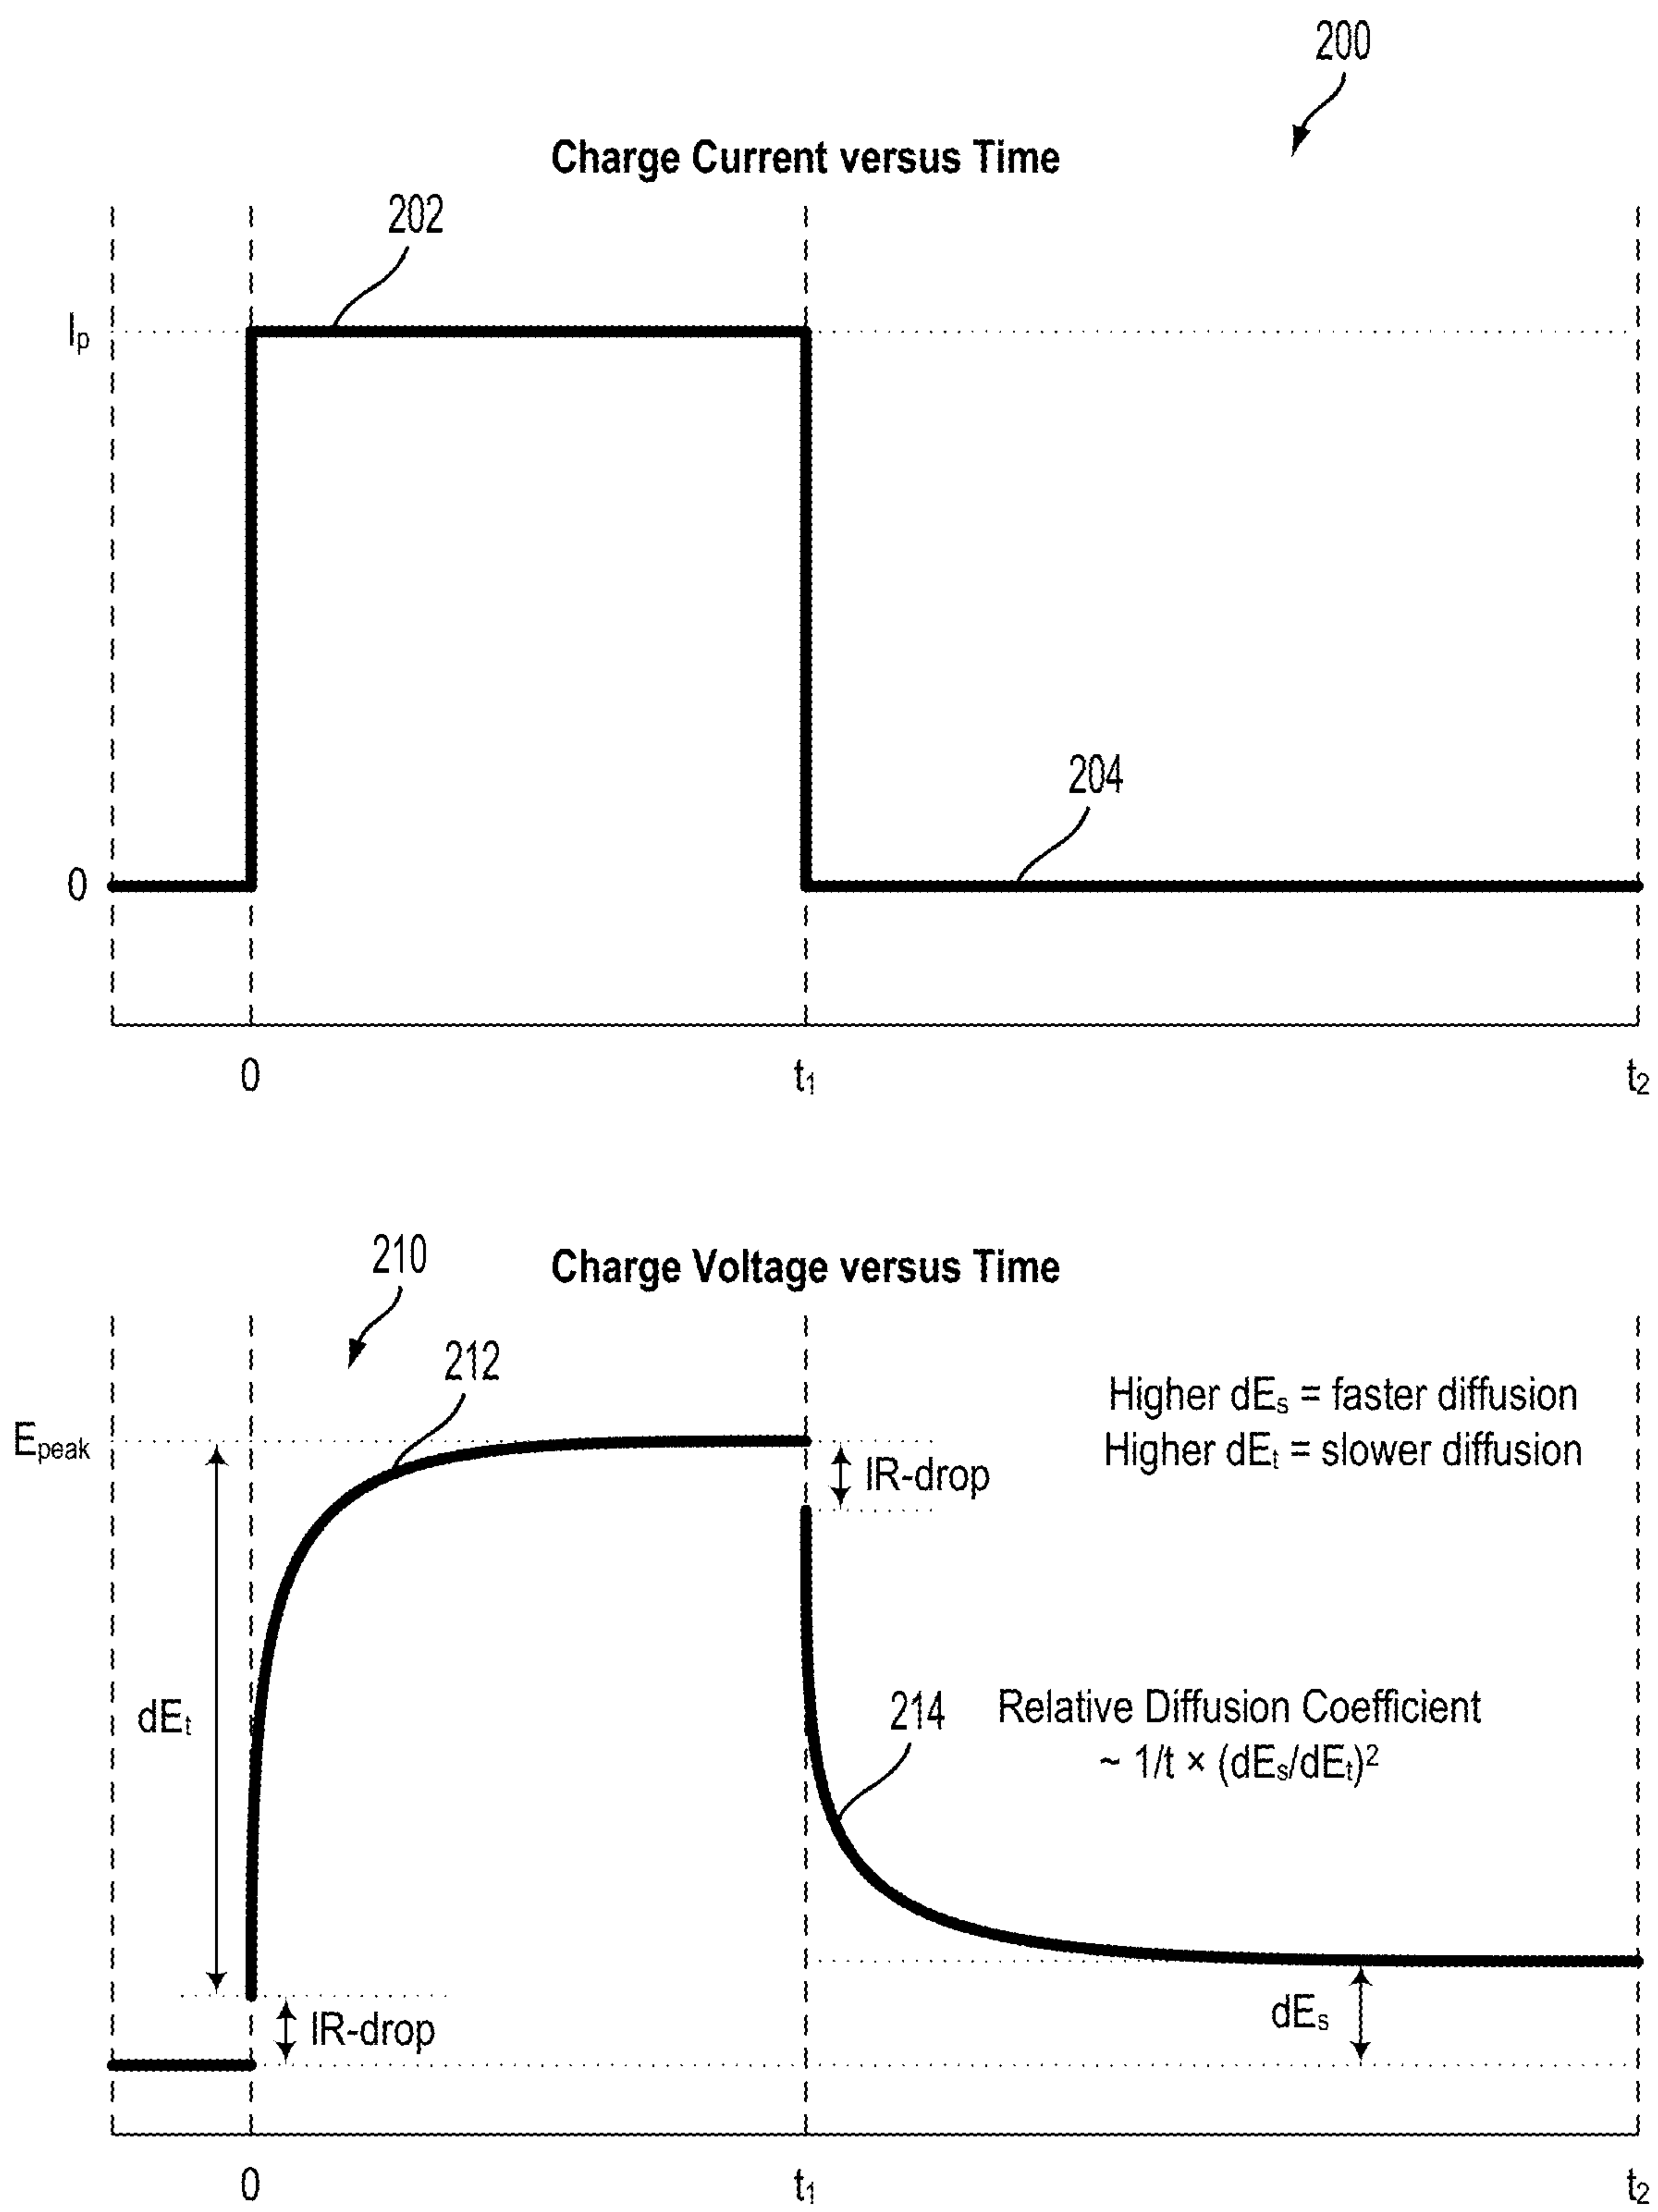 200
Charge Current versus Time
202
Ip
204
0
0 t1 t2
210
Charge Voltage versus Time
212
Higher dEs = faster diffusion
Epeak
Higher dEt = slower diffusion
IR-drop
214
Relative Diffusion Coefficient
dEt
~ 1/t × (dEs/dEt)²
dEs
IR-drop
0 t1 t2